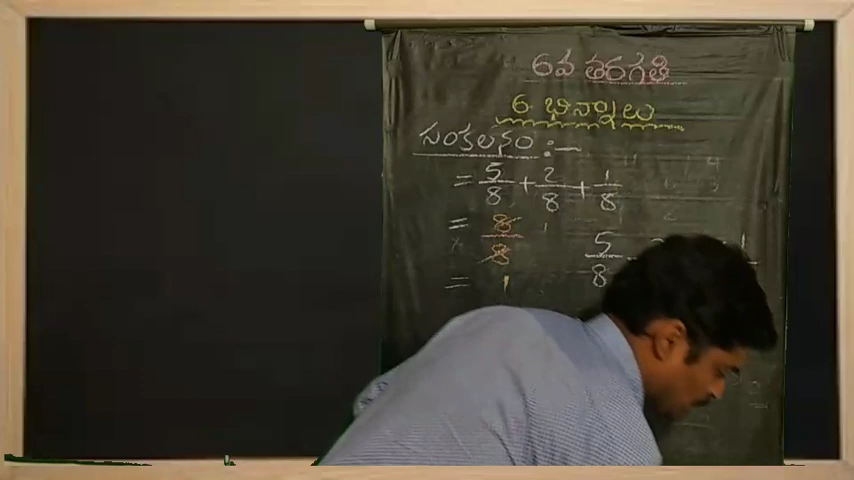 6వ తరగతి
6. భిన్నాలు
సంకలనం :-
= 5/8 + 2/8 + 1/8
= 8/8
= 1
5/8